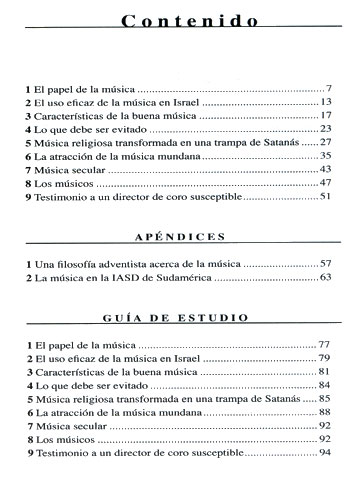 Contenido
1 El papel de la música ... 7
2 El uso eficaz de la música en Israel ... 13
3 Características de la buena música ... 17
4 Lo que debe ser evitado ... 23
5 Música religiosa transformada en una trampa de Satanás ... 27
6 La atracción de la música mundana ... 35
7 Música secular ... 43
8 Los músicos ... 47
9 Testimonio a un director de coro susceptible ... 51
APÉNDICES
1 Una filosofía adventista acerca de la música ... 57
2 La música en la IASD de Sudamérica ... 63
GUÍA DE ESTUDIO
1 El papel de la música ... 77
2 El uso eficaz de la música en Israel ... 79
3 Características de la buena música ... 81
4 Lo que debe ser evitado ... 84
5 Música religiosa transformada en una trampa de Satanás ... 85
6 La atracción de la música mundana ... 88
7 Música secular ... 92
8 Los músicos ... 92
9 Testimonio a un director de coro susceptible ... 94